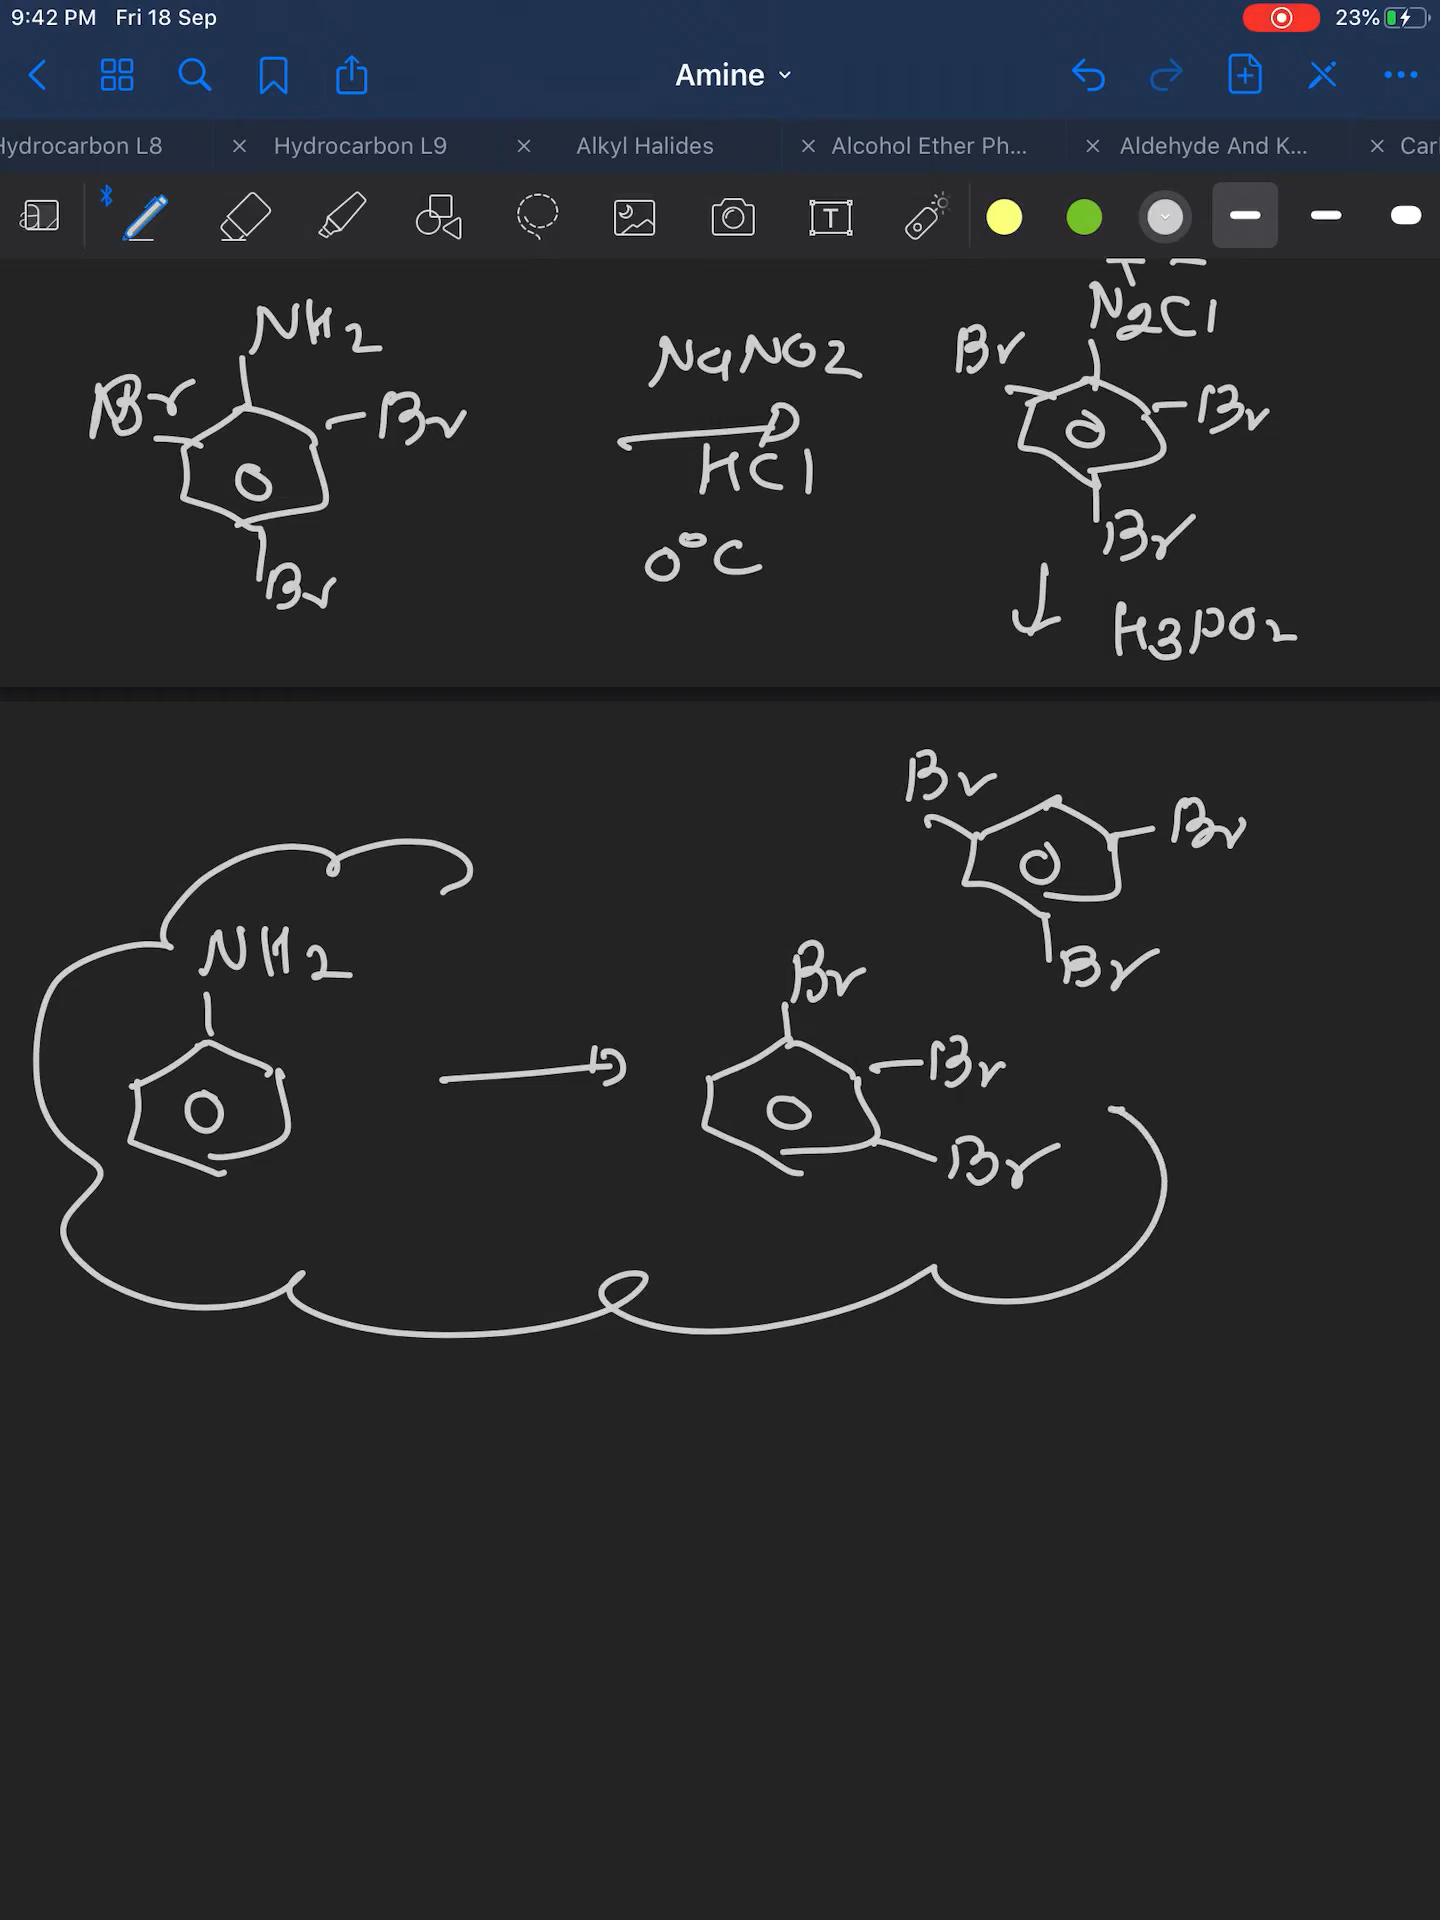 9:42 PM Fri 18 Sep 23%
Amine
Hydrocarbon L8 Hydrocarbon L9 Alkyl Halides Alcohol Ether Ph... Aldehyde And K... Car
T
NH2 NaNO2 N2Cl
Br Br HCl Br Br
Br 0°C Br
H3PO2
Br Br
Br
NH2 Br
Br
Br